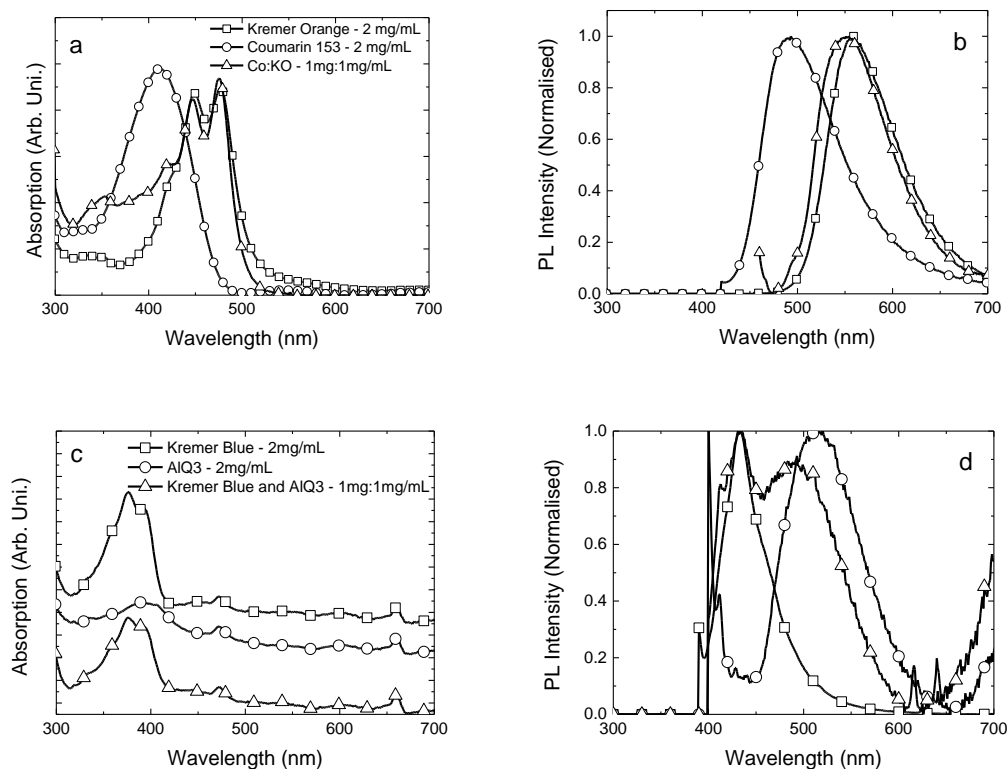 a
Kremer Orange - 2 mg/mL
Coumarin 153 - 2 mg/mL
Co:KO - 1mg:1mg/mL
Absorption (Arb. Uni.)
300 400 500 600 700
Wavelength (nm)
b
PL Intensity (Normalised)
1.0
0.8
0.6
0.4
0.2
0.0
300 400 500 600 700
Wavelength (nm)
c
Kremer Blue - 2mg/mL
AlQ3 - 2mg/mL
Kremer Blue and AlQ3 - 1mg:1mg/mL
Absorption (Arb. Uni.)
300 400 500 600 700
Wavelength (nm)
d
PL Intensity (Normalised)
1.0
0.8
0.6
0.4
0.2
0.0
300 400 500 600 700
Wavelength (nm)